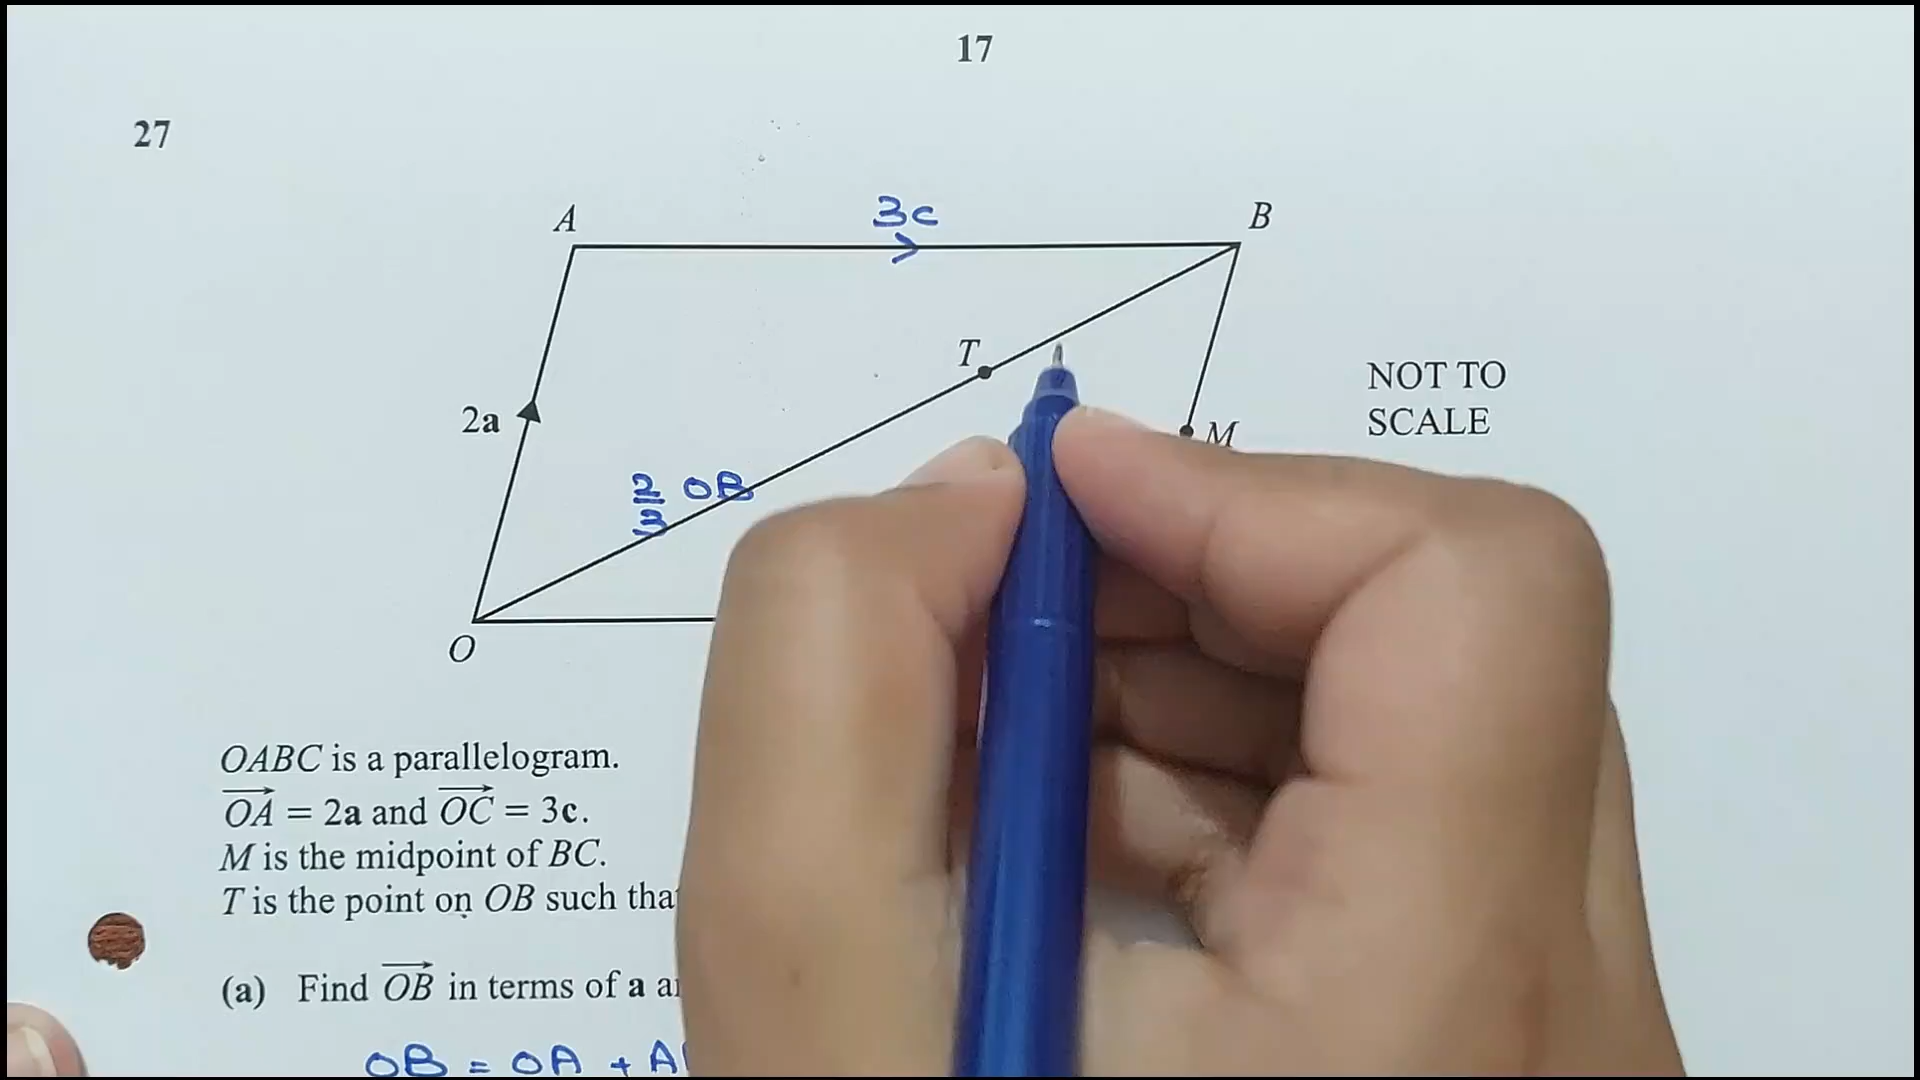 17
27
A
3c
B
T
2a
NOT TO
SCALE
M
2/3 OB
O
OABC is a parallelogram.
OA = 2a and OC = 3c.
M is the midpoint of BC.
T is the point on OB such
(a) Find OB in terms of a
OB = OA +